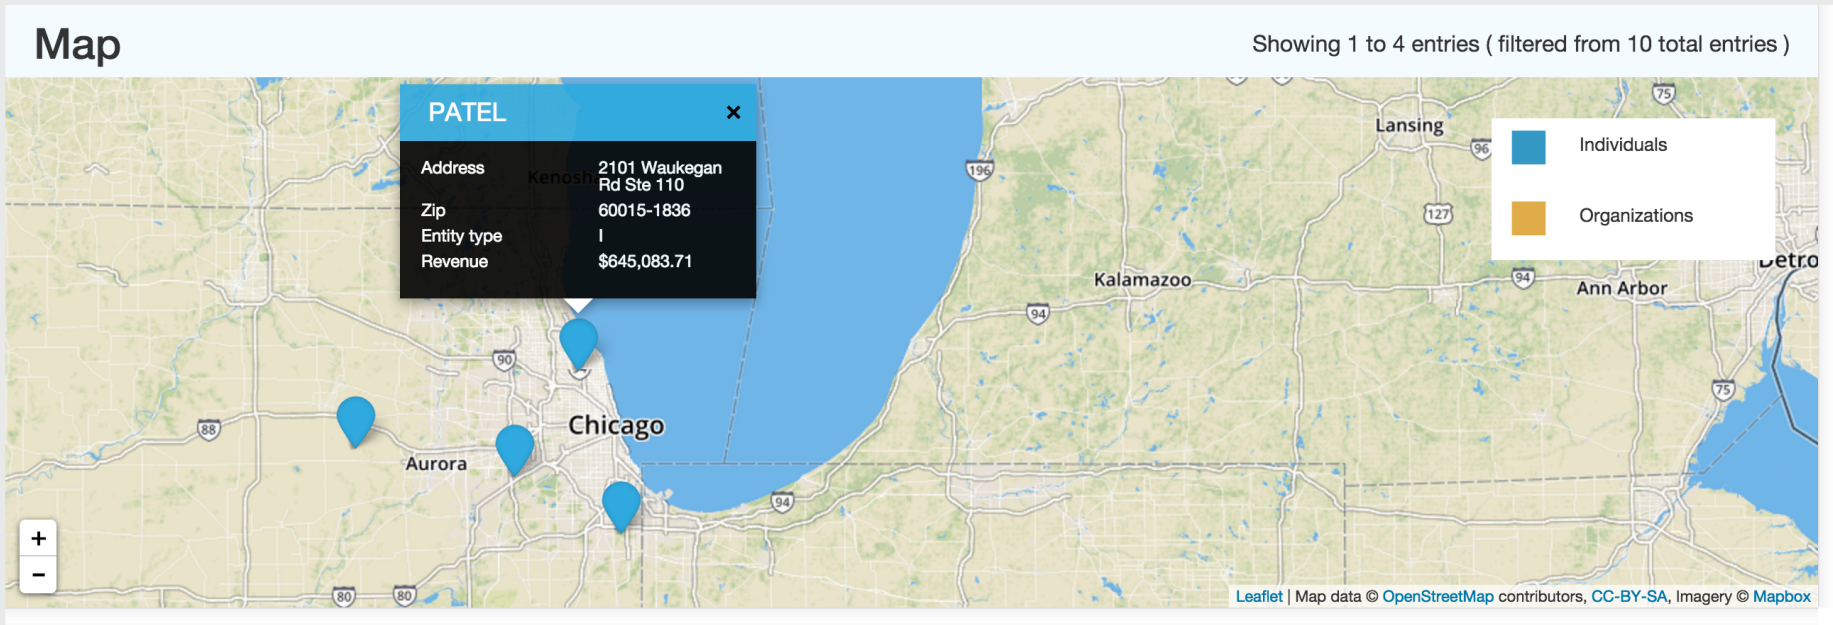 Map
Showing 1 to 4 entries ( filtered from 10 total entries )
PATEL ×
Address 2101 Waukegan
Rd Ste 110
Zip 60015-1836
Entity type I
Revenue $645,083.71
Kenosha
Individuals
Organizations
Lansing
75
96
196
127
Detro
Kalamazoo
94
Ann Arbor
94
90
75
88
Chicago
Aurora
94
+
−
80
80
Leaflet | Map data © OpenStreetMap contributors, CC-BY-SA, Imagery © Mapbox